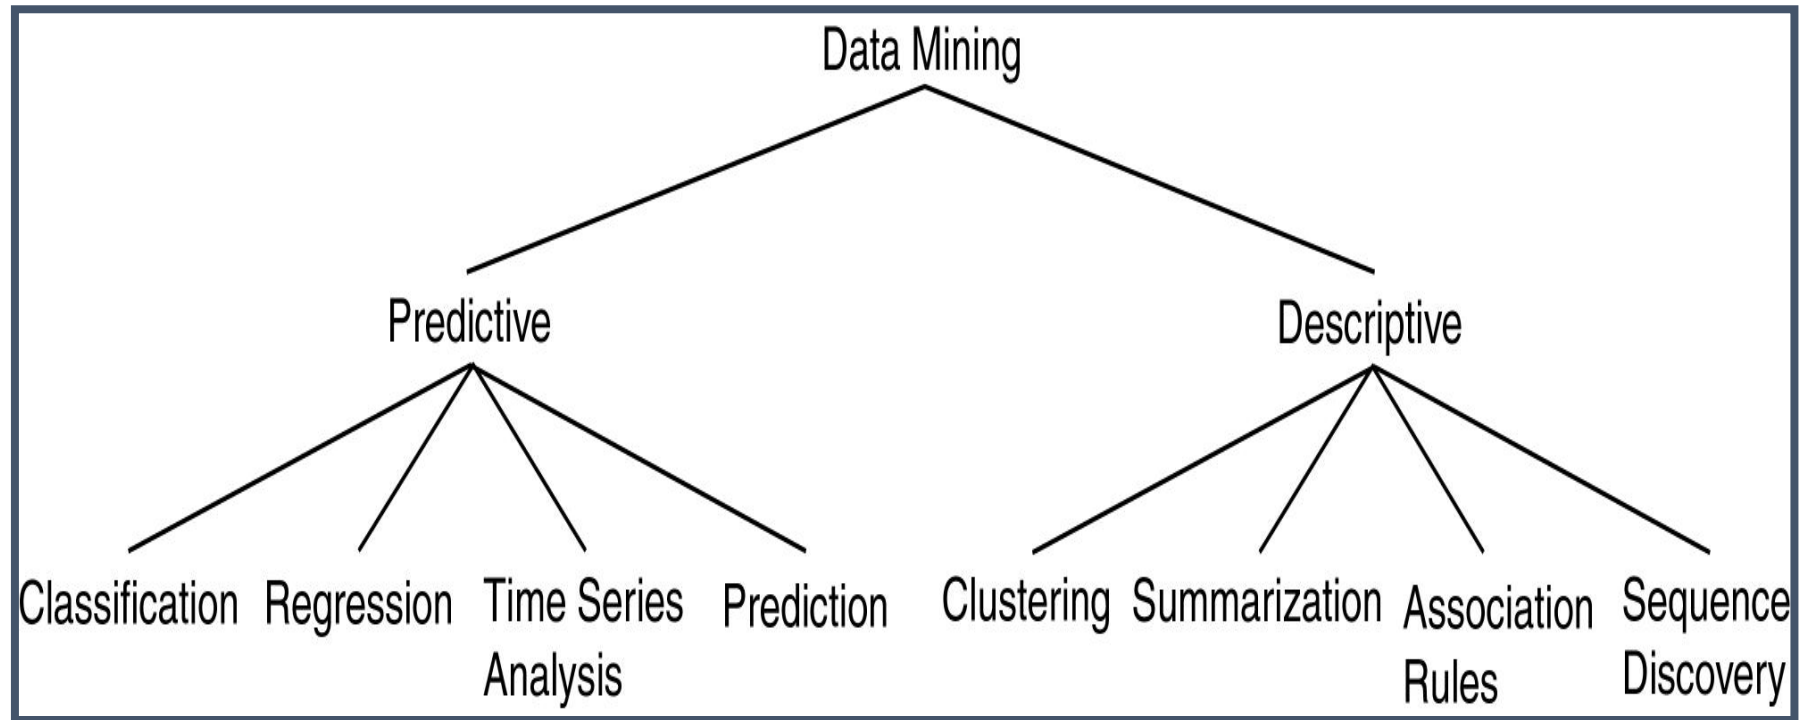 Data Mining
Predictive
Descriptive
Classification
Regression
Time Series
Analysis
Prediction
Clustering
Summarization
Association
Rules
Sequence
Discovery